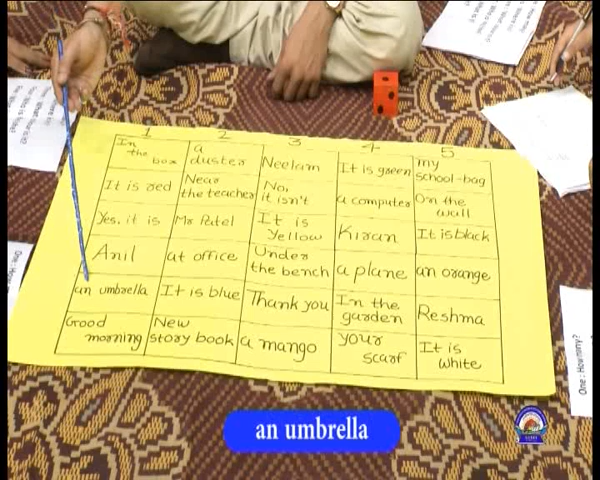 1 2 3 4 5
In the box
a duster
Neelam
It is green
my school-bag
It is red
Near the teacher
No, it isn't
a computer
On the wall
Yes, it is
Mr Patel
It is yellow
Kiran
It is black
Anil
at office
Under the bench
a plane
an orange
an umbrella
It is blue
Thank you
In the garden
Reshma
Good morning
New story book
a mango
your scarf
It is white
One : How many?
an umbrella